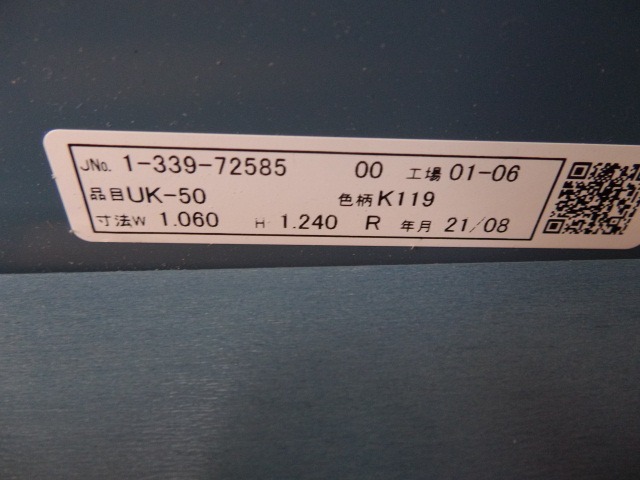 JNo. 1-339-72585 00 工場 01-06
品目 UK-50 色柄 K119
寸法W 1.060 H 1.240 R 年月 21/08